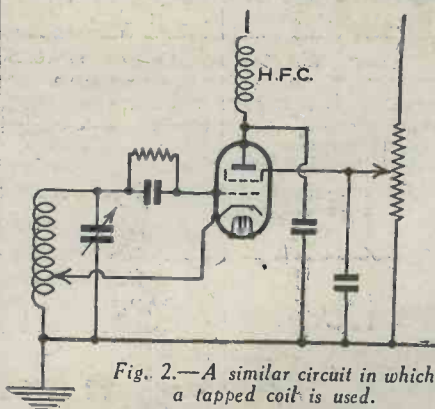 H.F.C.
Fig. 2.—A similar circuit in which
a tapped coil is used.